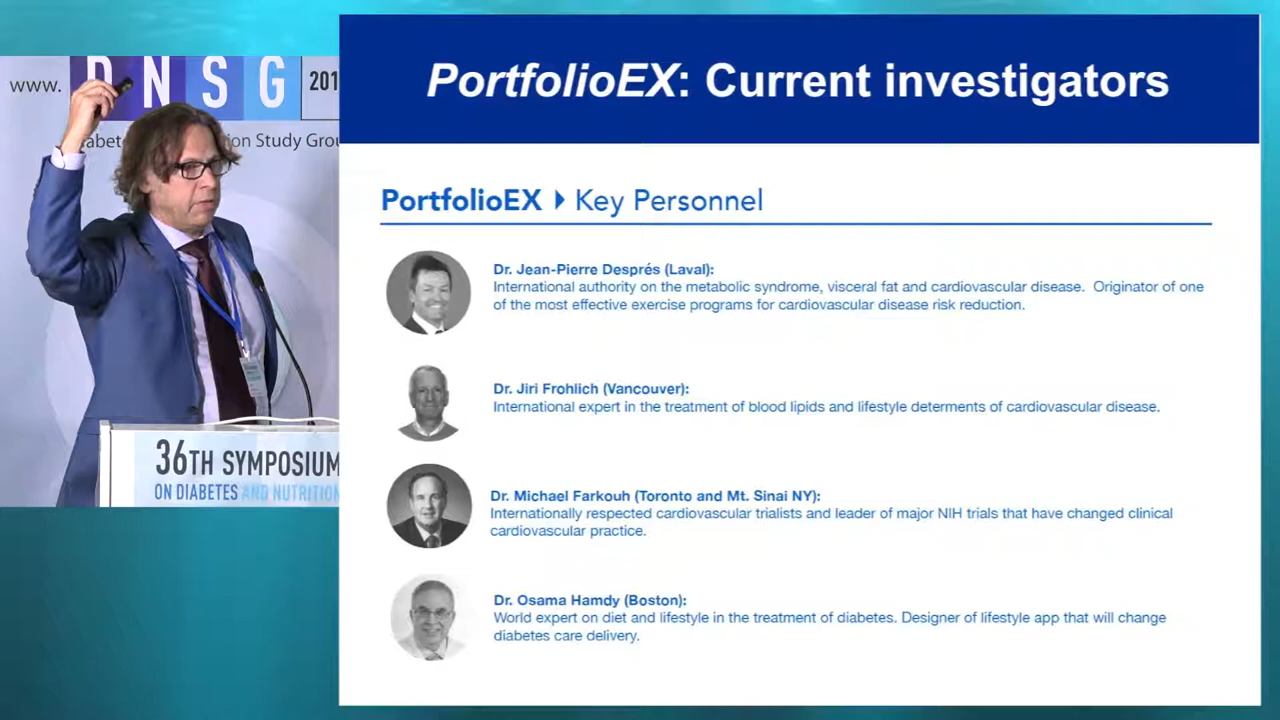 www.
DNSG
201
ion Study Grou
36TH SYMPOSIUM
ON DIABETES AND NUTRITION
PortfolioEX: Current investigators
PortfolioEX Key Personnel
Dr. Jean-Pierre Després (Laval):
International authority on the metabolic syndrome, visceral fat and cardiovascular disease. Originator of one
of the most effective exercise programs for cardiovascular disease risk reduction.
Dr. Jiri Frohlich (Vancouver):
International expert in the treatment of blood lipids and lifestyle determents of cardiovascular disease.
Dr. Michael Farkouh (Toronto and Mt. Sinai NY):
Internationally respected cardiovascular trialists and leader of major NIH trials that have changed clinical
cardiovascular practice.
Dr. Osama Hamdy (Boston):
World expert on diet and lifestyle in the treatment of diabetes. Designer of lifestyle app that will change
diabetes care delivery.